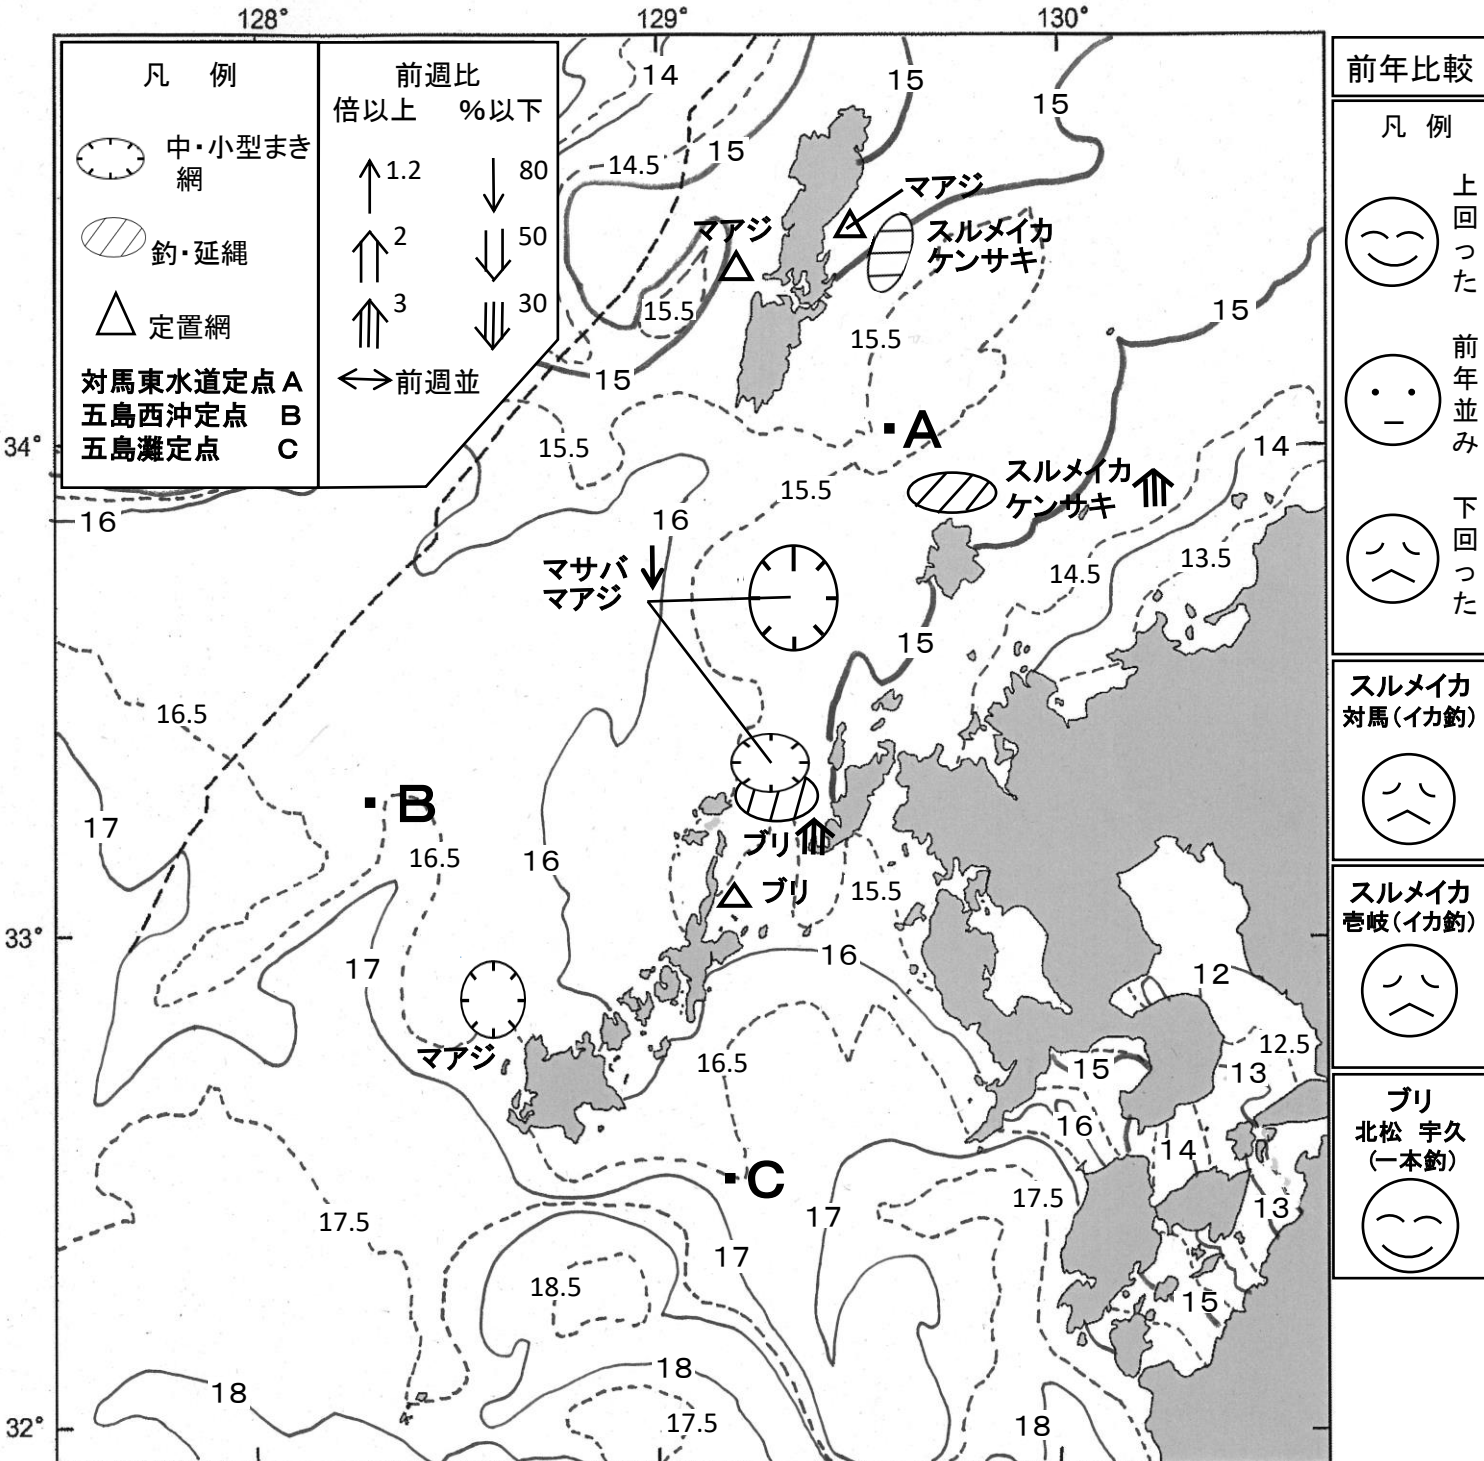 128°
129°
130°
34°
33°
32°
凡 例
中・小型まき
網
釣・延縄
定置網
対馬東水道定点 A
五島西沖定点 B
五島灘定点 C
前週比
倍以上 %以下
1.2 80
2 50
3 30
前週並
14
15
15
14.5
15
マアジ
マアジ
スルメイカ
ケンサキ
15.5
15.5
15
15
15.5
A
14
スルメイカ
ケンサキ
15.5
16
16
マサバ
マアジ
14.5
13.5
15
16.5
B
17
16.5
16
ブリ
ブリ
15.5
17
16
12
マアジ
16.5
15
12.5
13
16
14
C
17.5
17
17.5
13
17
18.5
15
18
18
17.5
18
前年比較
凡 例
上回った
前年並み
下回った
スルメイカ
対馬(イカ釣)
スルメイカ
壱岐(イカ釣)
ブリ
北松 宇久
(一本釣)